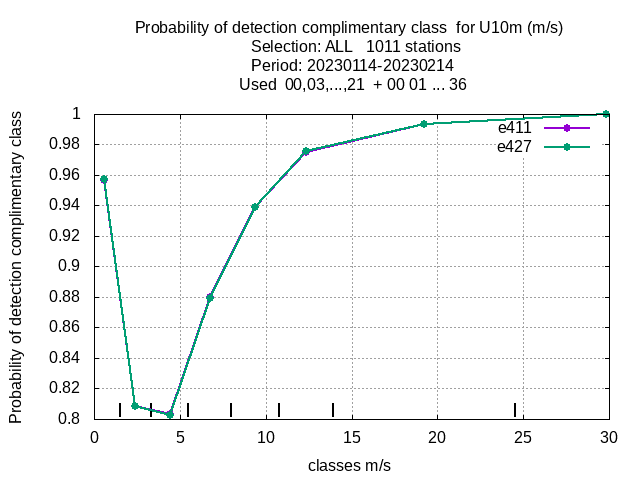 Probability of detection complimentary class  for U10m (m/s)
Selection: ALL   1011 stations
Period: 20230114-20230214
Used  00,03,...,21  + 00 01 ... 36
Probability of detection complimentary class
1
0.98
0.96
0.94
0.92
0.9
0.88
0.86
0.84
0.82
0.8
e411
e427
0 5 10 15 20 25 30
classes m/s